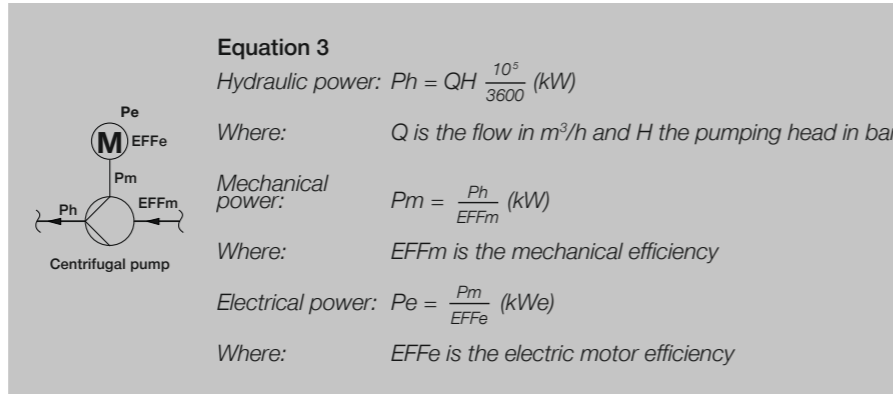 Equation 3
Hydraulic power: Ph = QH 10⁵/3600 (kW)
Where: Q is the flow in m³/h and H the pumping head in bar
Mechanical power: Pm = Ph/EFFm (kW)
Where: EFFm is the mechanical efficiency
Electrical power: Pe = Pm/EFFe (kWe)
Where: EFFe is the electric motor efficiency
Pe
M EFFe
Pm
Ph EFFm
Centrifugal pump